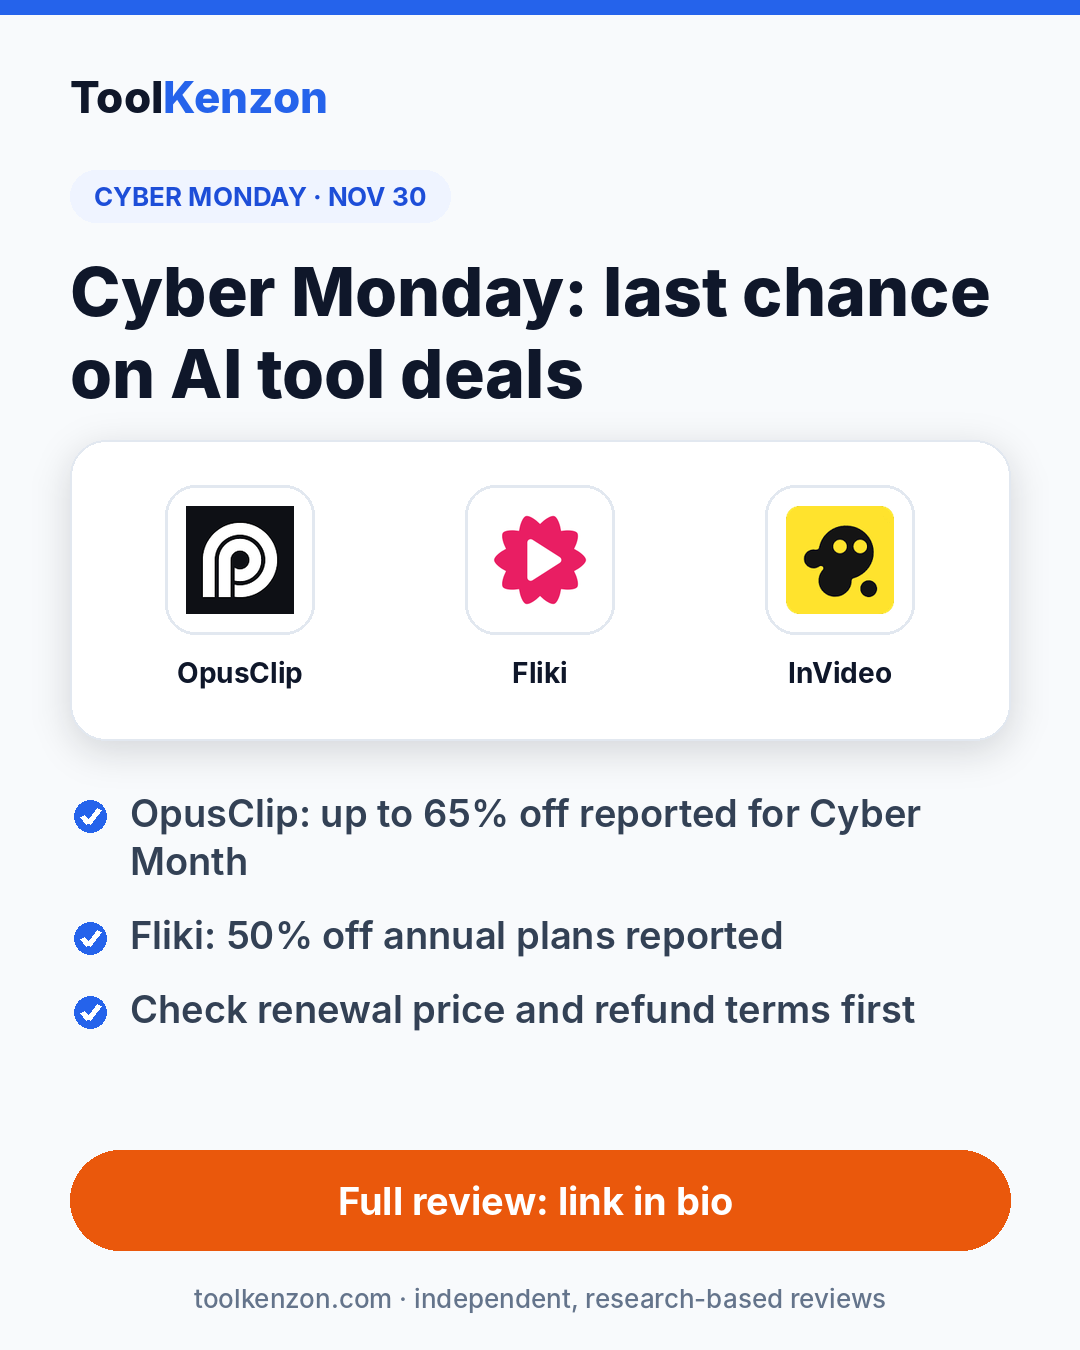 ToolKenzon
CYBER MONDAY · NOV 30
Cyber Monday: last chance
on AI tool deals
OpusClip
Fliki
InVideo
OpusClip: up to 65% off reported for Cyber
Month
Fliki: 50% off annual plans reported
Check renewal price and refund terms first
Full review: link in bio
toolkenzon.com · independent, research-based reviews